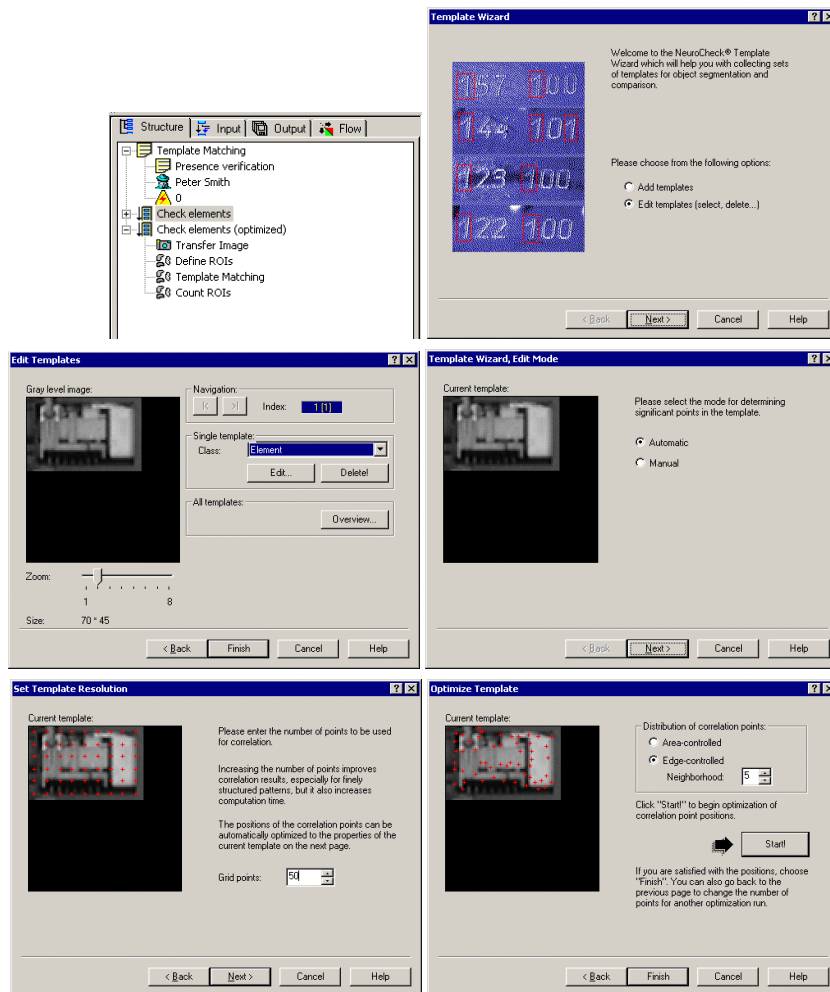 Structure Input Output Flow
Template Matching
Presence verification
Peter Smith
0
Check elements
Check elements (optimized)
Transfer Image
Define ROIs
Template Matching
Count ROIs
Template Wizard
157 100
144 101
123 100
122 100
Welcome to the NeuroCheck® Template
Wizard which will help you with collecting sets
of templates for object segmentation and
comparison.
Please choose from the following options:
Add templates
Edit templates (select, delete...)
< Back Next > Cancel Help
Edit Templates
Gray level image:
Navigation:
Index: 1 [1]
Single template:
Class: Element
Edit... Delete!
All templates:
Overview...
Zoom:
1 8
Size: 70 * 45
< Back Finish Cancel Help
Template Wizard, Edit Mode
Current template:
Please select the mode for determining
significant points in the template.
Automatic
Manual
< Back Next > Cancel Help
Set Template Resolution
Current template:
Please enter the number of points to be used
for correlation.
Increasing the number of points improves
correlation results, especially for finely
structured patterns, but it also increases
computation time.
The positions of the correlation points can be
automatically optimized to the properties of the
current template on the next page.
Grid points: 50
< Back Next > Cancel Help
Optimize Template
Current template:
Distribution of correlation points:
Area-controlled
Edge-controlled
Neighborhood: 5
Click "Start!" to begin optimization of
correlation point positions.
Start!
If you are satisfied with the positions, choose
"Finish". You can also go back to the
previous page to change the number of
points for another optimization run.
< Back Finish Cancel Help